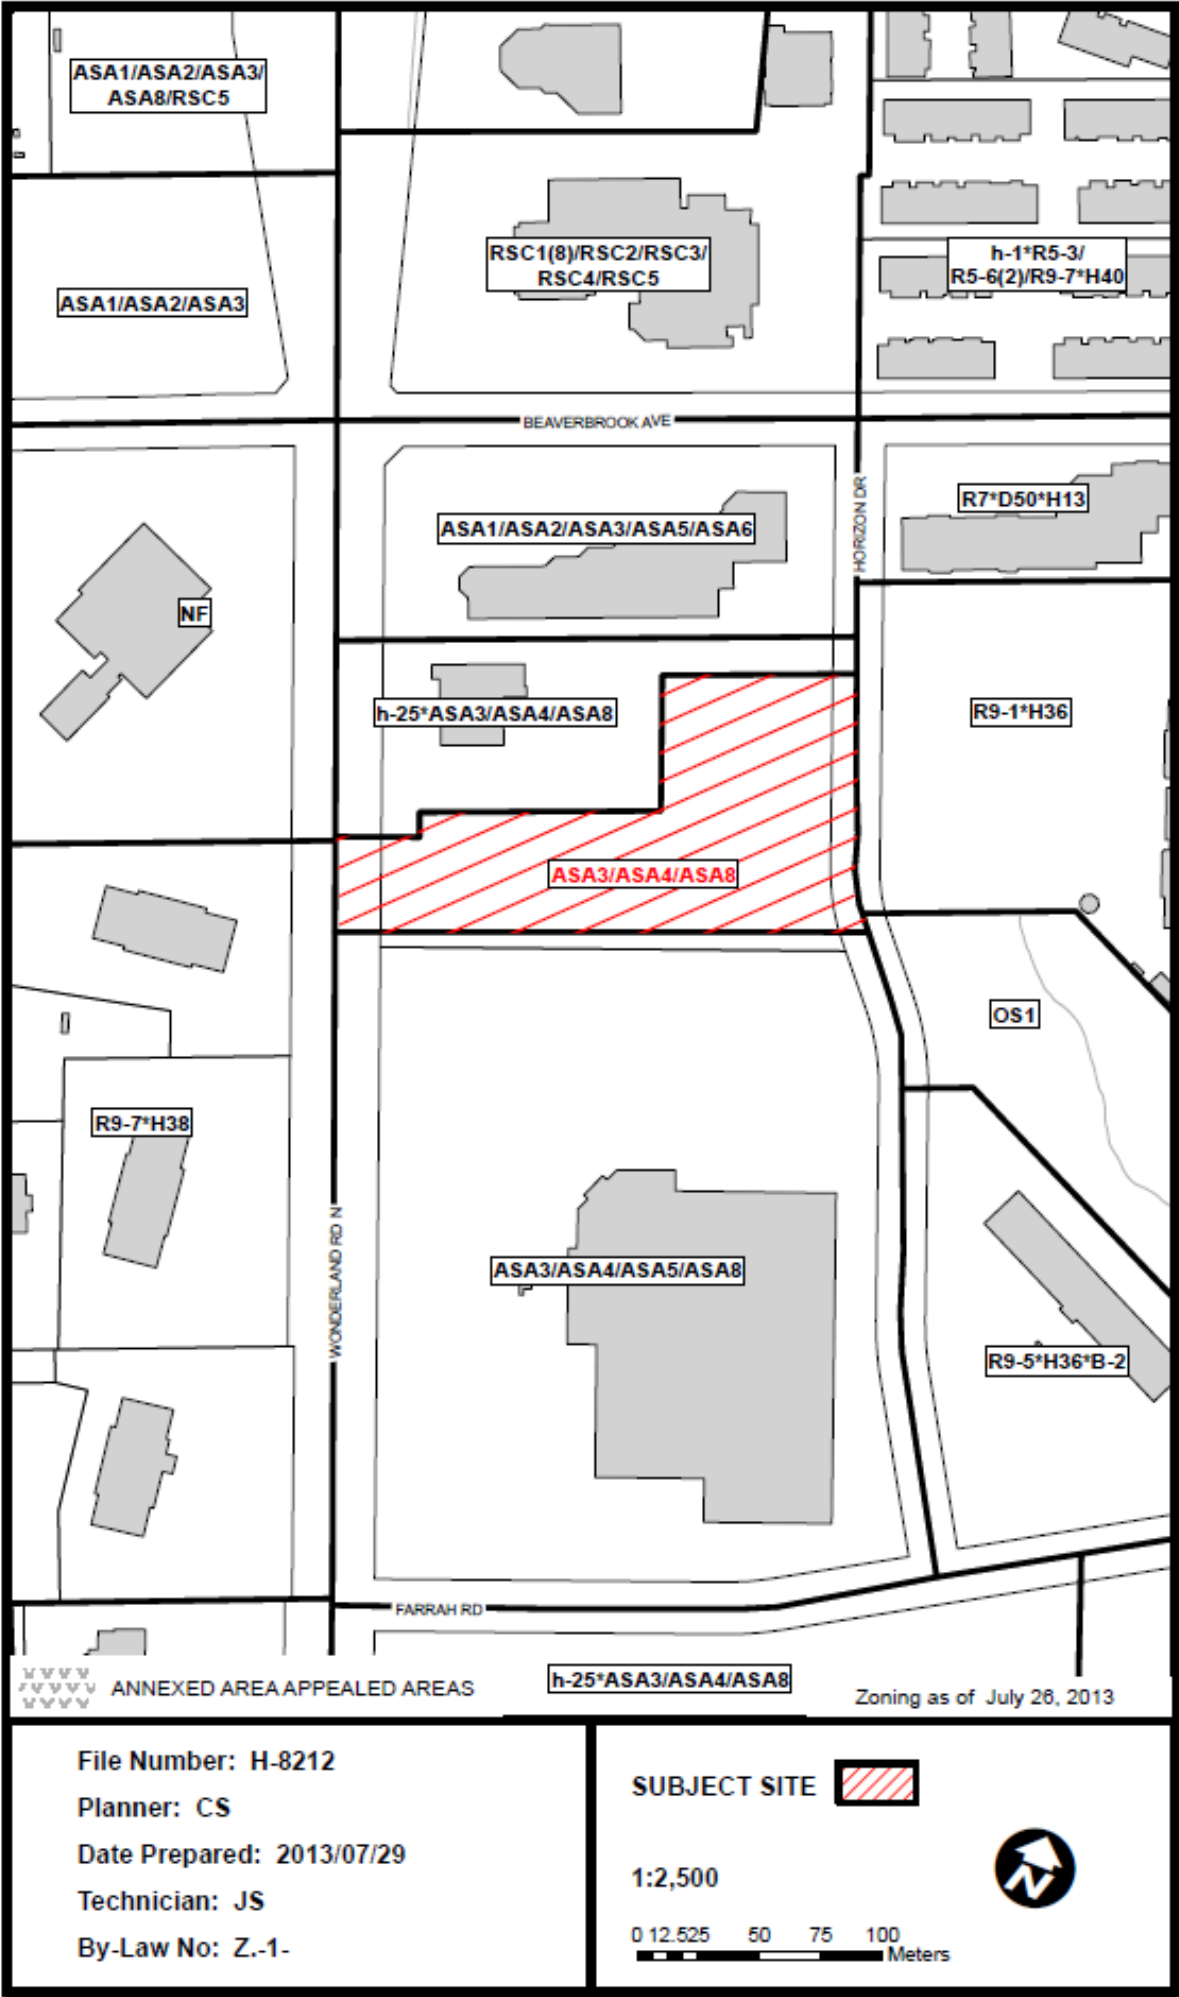 ASA1/ASA2/ASA3/
ASA8/RSC5
RSC1(8)/RSC2/RSC3/
RSC4/RSC5
h-1*R5-3/
R5-6(2)/R9-7*H40
ASA1/ASA2/ASA3
BEAVERBROOK AVE
R7*D50*H13
ASA1/ASA2/ASA3/ASA5/ASA6
HORIZON DR
NF
h-25*ASA3/ASA4/ASA8
R9-1*H36
ASA3/ASA4/ASA8
OS1
R9-7*H38
WONDERLAND RD N
ASA3/ASA4/ASA5/ASA8
R9-5*H36*B-2
FARRAH RD
h-25*ASA3/ASA4/ASA8
ANNEXED AREA APPEALED AREAS
Zoning as of July 26, 2013
File Number: H-8212
Planner: CS
Date Prepared: 2013/07/29
Technician: JS
By-Law No: Z.-1-
SUBJECT SITE
N
1:2,500
0 12.525 50 75 100
Meters